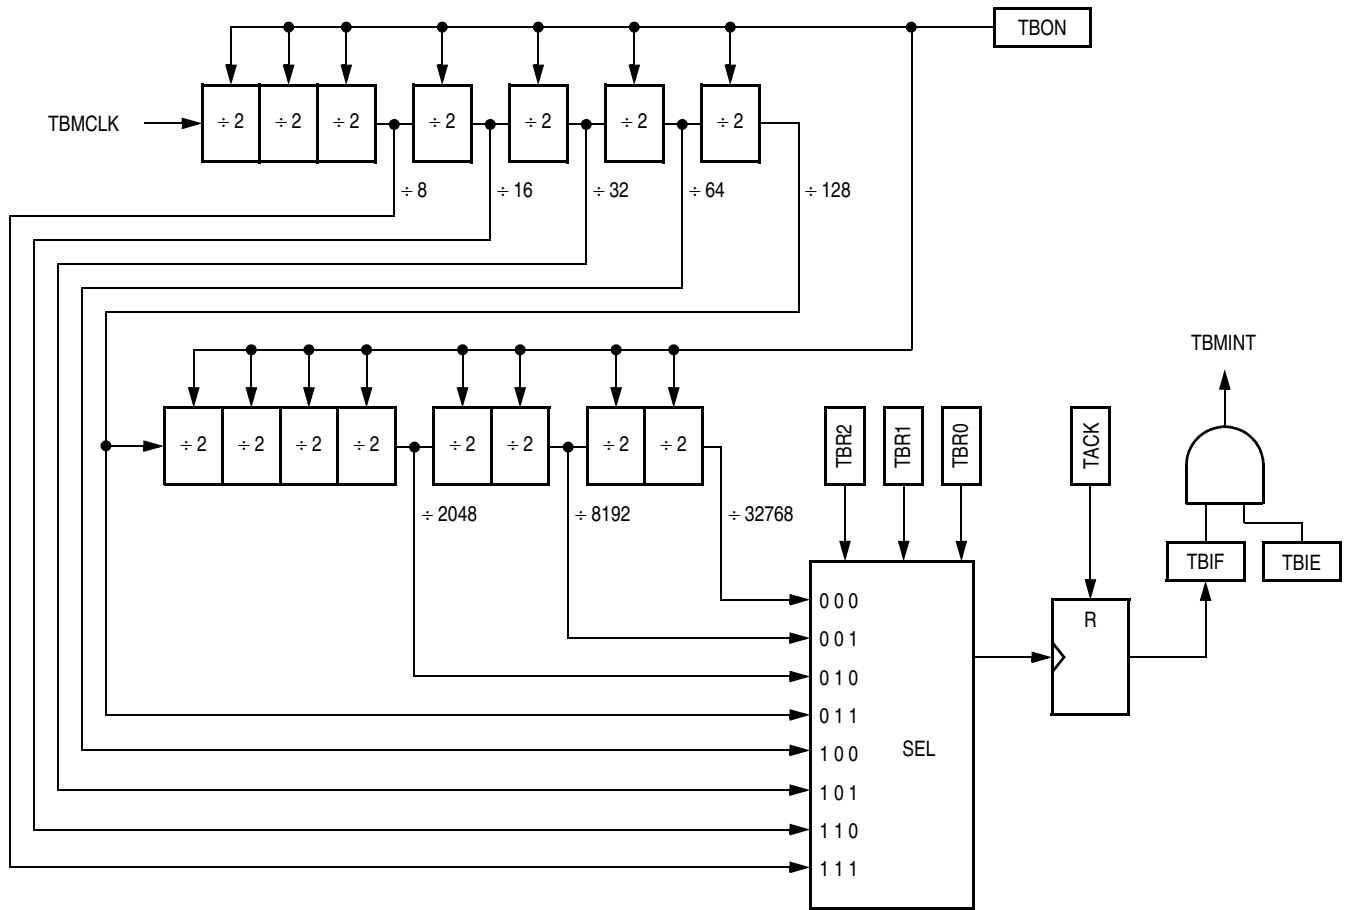 TBON
TBMCLK
÷ 2
÷ 2
÷ 2
÷ 2
÷ 2
÷ 2
÷ 2
÷ 8
÷ 16
÷ 32
÷ 64
÷ 128
TBMINT
÷ 2
÷ 2
÷ 2
÷ 2
÷ 2
÷ 2
÷ 2
÷ 2
TBR2
TBR1
TBR0
TACK
÷ 2048
÷ 8192
÷ 32768
TBIF
TBIE
0 0 0
R
0 0 1
0 1 0
0 1 1
SEL
1 0 0
1 0 1
1 1 0
1 1 1